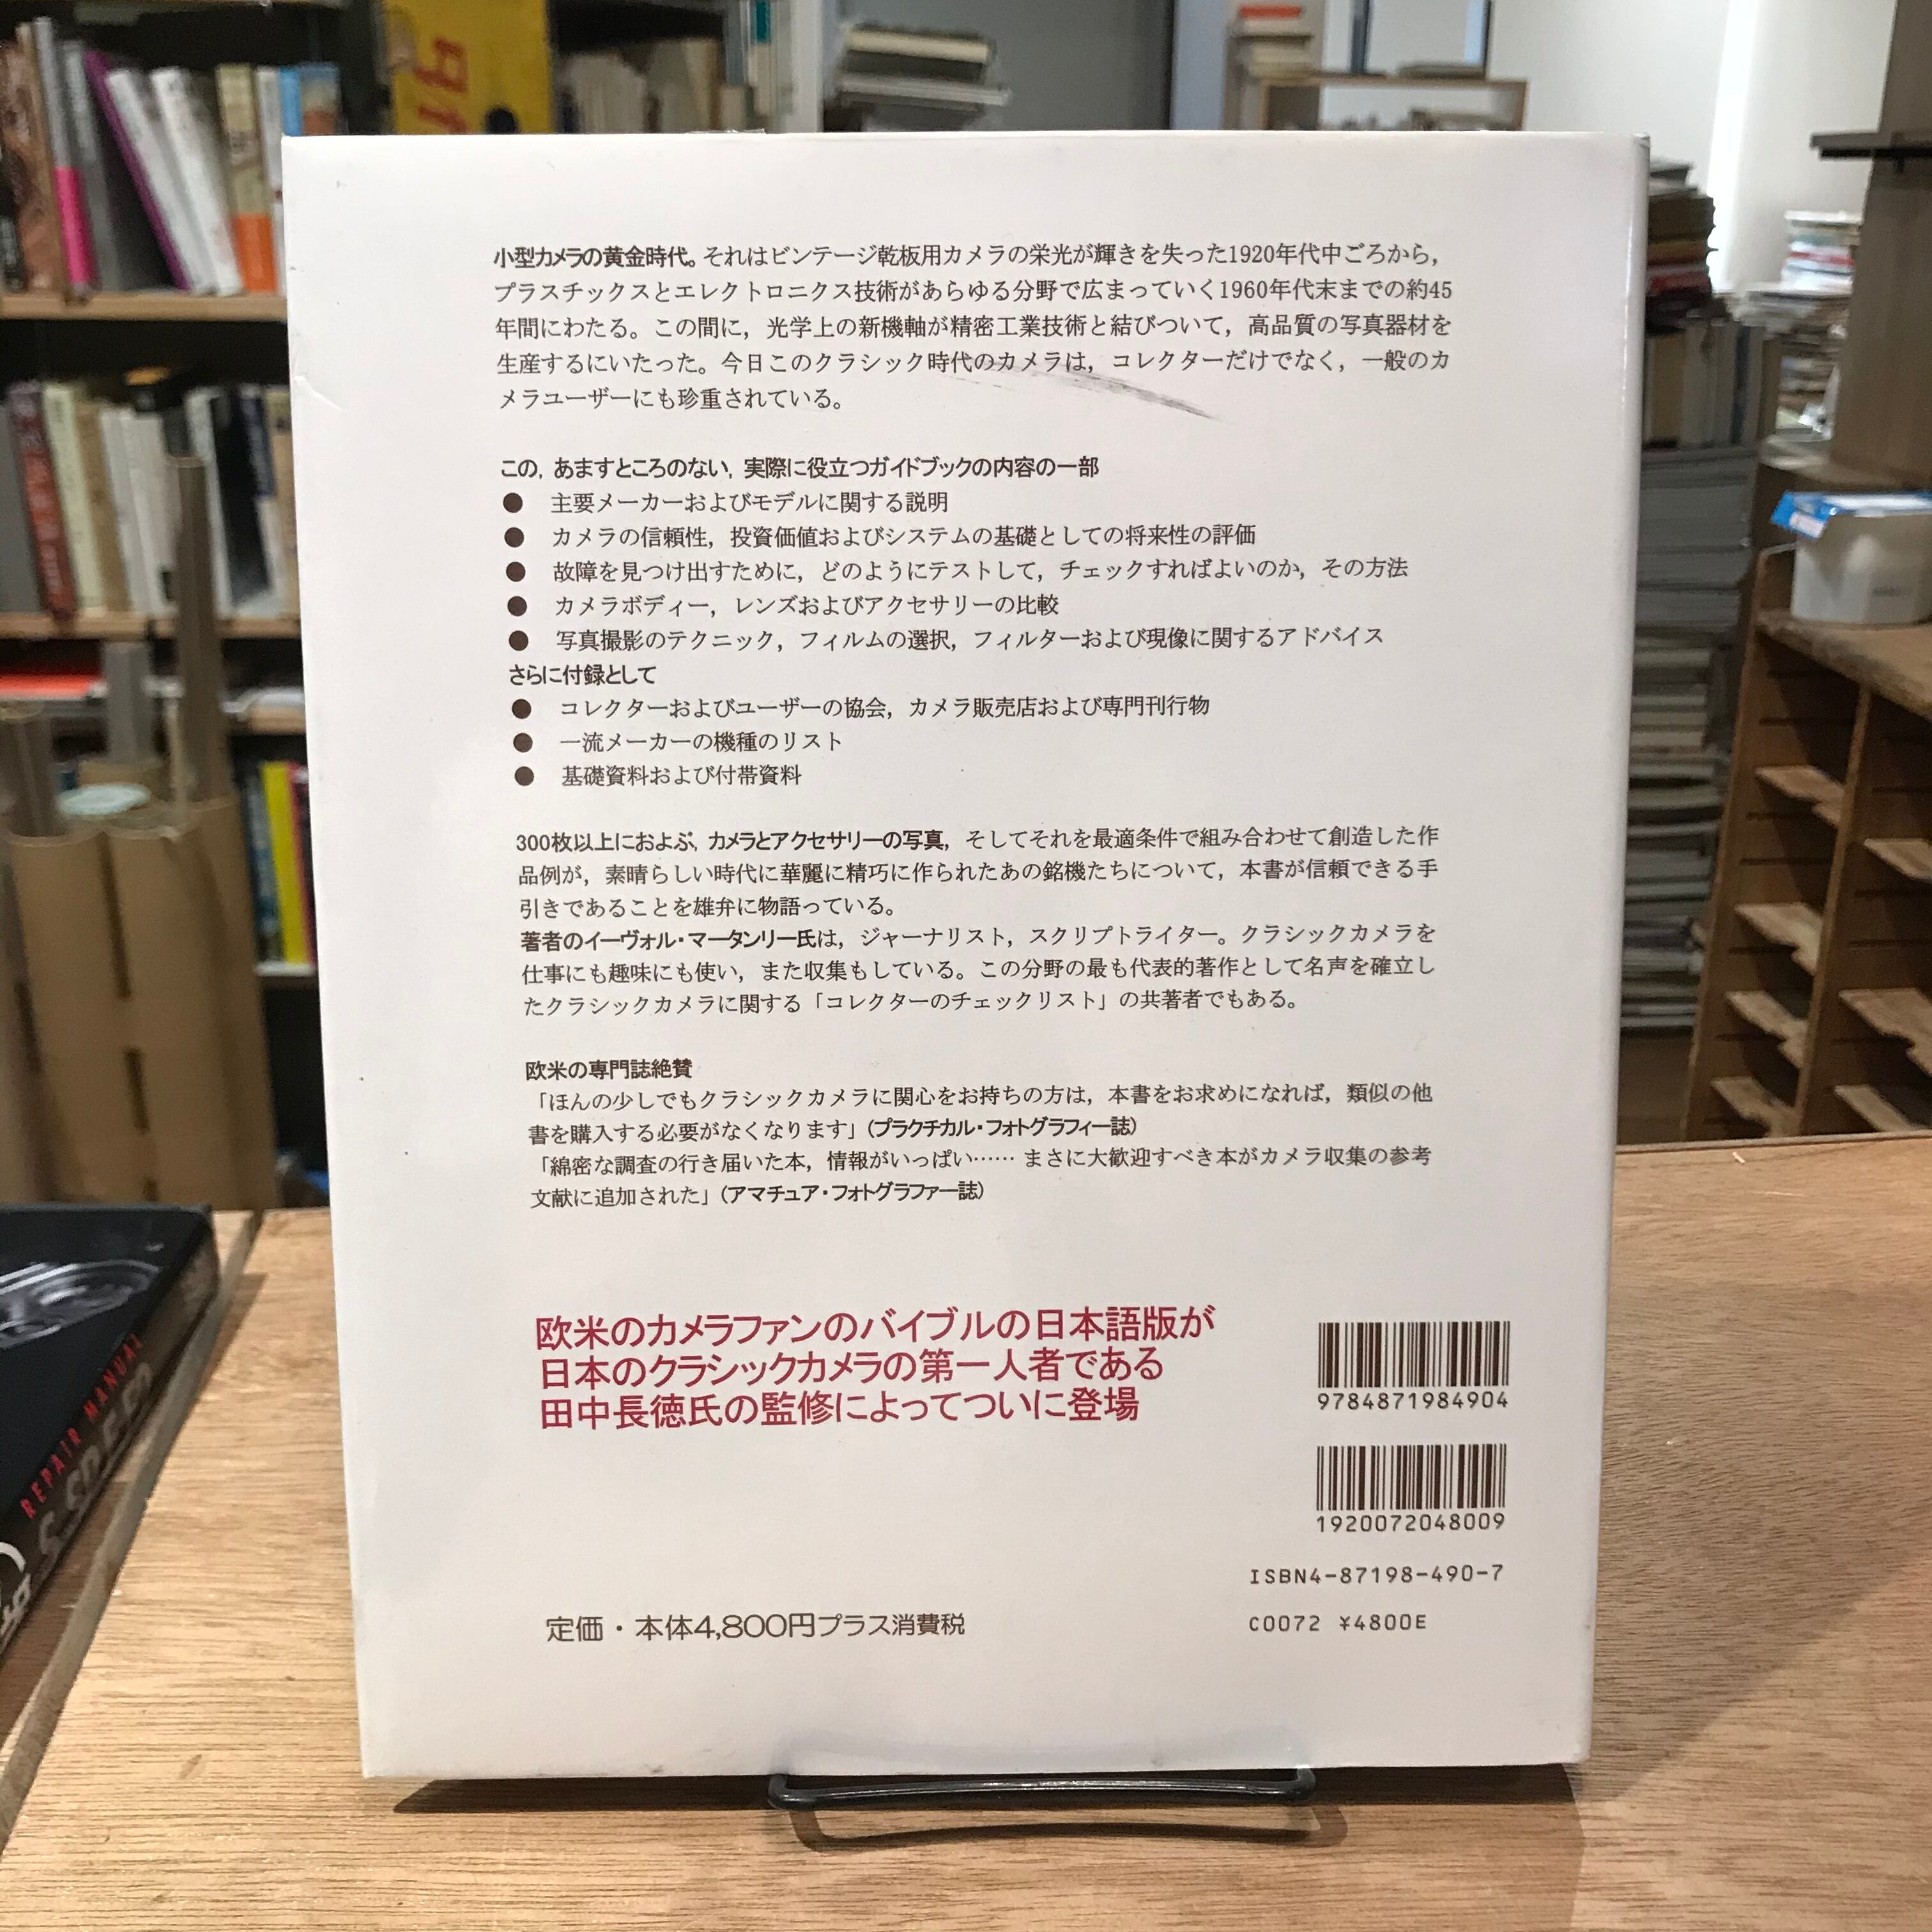 小型カメラの黄金時代。それはビンテージ乾板用カメラの栄光が輝きを失った1920年代中ごろから，
プラスチックスとエレクトロニクス技術があらゆる分野で広まっていく1960年代末までの約45
年間にわたる。この間に，光学上の新機軸が精密工業技術と結びついて，高品質の写真器材を
生産するにいたった。今日このクラシック時代のカメラは，コレクターだけでなく，一般のカ
メラユーザーにも珍重されている。
この，あますところのない，実際に役立つガイドブックの内容の一部
● 主要メーカーおよびモデルに関する説明
● カメラの信頼性，投資価値およびシステムの基礎としての将来性の評価
● 故障を見つけ出すために，どのようにテストして，チェックすればよいのか，その方法
● カメラボディー，レンズおよびアクセサリーの比較
● 写真撮影のテクニック，フィルムの選択，フィルターおよび現像に関するアドバイス
さらに付録として
● コレクターおよびユーザーの協会，カメラ販売店および専門刊行物
● 一流メーカーの機種のリスト
● 基礎資料および付帯資料
300枚以上におよぶ，カメラとアクセサリーの写真，そしてそれを最適条件で組み合わせて創造した作
品例が，素晴らしい時代に華麗に精巧に作られたあの銘機たちについて，本書が信頼できる手
引きであることを雄弁に物語っている。
著者のイーヴォル・マータンリー氏は，ジャーナリスト，スクリプトライター。クラシックカメラを
仕事にも趣味にも使い，また収集もしている。この分野の最も代表的著作として名声を確立し
たクラシックカメラに関する「コレクターのチェックリスト」の共著者でもある。
欧米の専門誌絶賛
「ほんの少しでもクラシックカメラに関心をお持ちの方は，本書をお求めになれば，類似の他
書を購入する必要がなくなります」（プラクチカル・フォトグラフィー誌）
「綿密な調査の行き届いた本，情報がいっぱい…… まさに大歓迎すべき本がカメラ収集の参考
文献に追加された」（アマチュア・フォトグラファー誌）
欧米のカメラファンのバイブルの日本語版が
日本のクラシックカメラの第一人者である
田中長徳氏の監修によってついに登場
9784871984904
1920072048009
ISBN4-87198-490-7
C0072 ¥4800E
定価・本体4,800円プラス消費税
REPAIR MANUAL